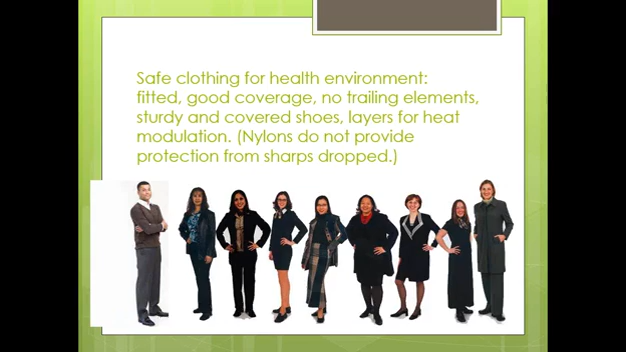 Safe clothing for health environment:
fitted, good coverage, no trailing elements,
sturdy and covered shoes, layers for heat
modulation. (Nylons do not provide
protection from sharps dropped.)